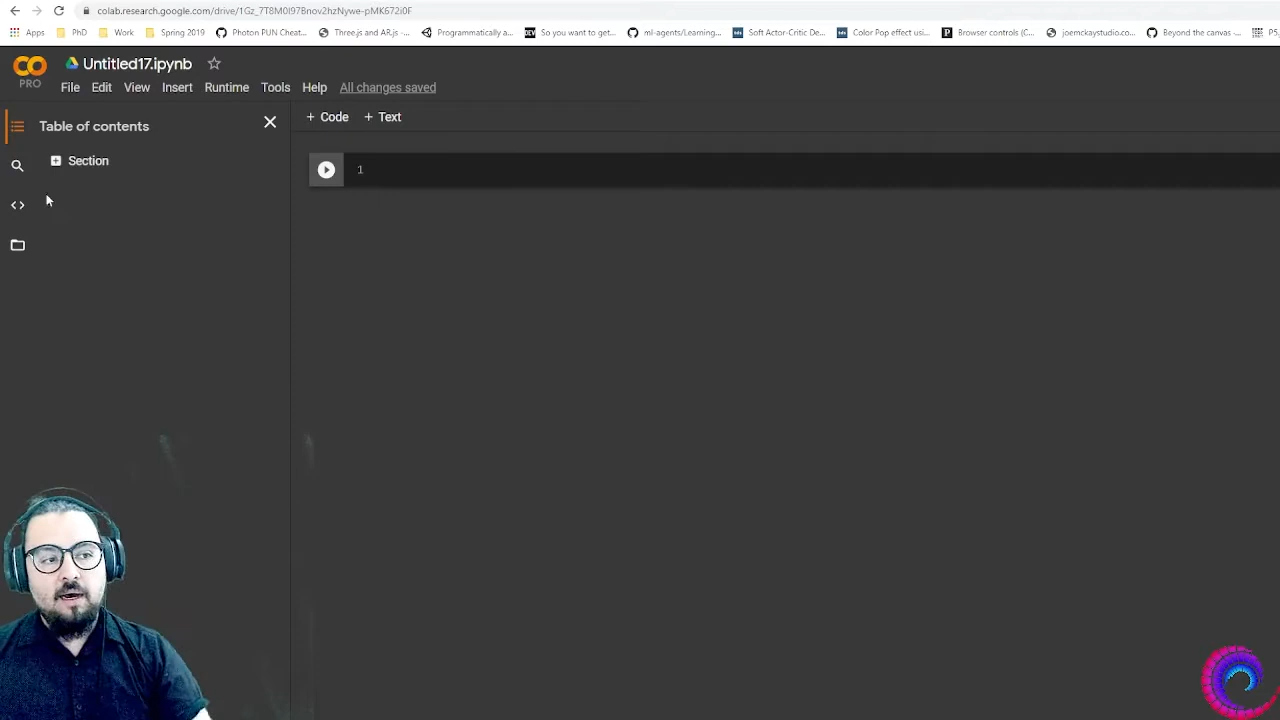 colab.research.google.com/drive/1Gz_7T8M0I97Bnov2hzNywe-pMK672i0F
Apps PhD Work Spring 2019 Photon PUN Cheat... Three.js and AR.js -... Programmatically a... DEV So you want to get... ml-agents/Learning... Soft Actor-Critic De... Color Pop effect usi... P Browser controls (C... joemckaystudio.co... Beyond the canvas -... P5
CO PRO
Untitled17.ipynb
File Edit View Insert Runtime Tools Help All changes saved
Table of contents
+ Code + Text
Section
1